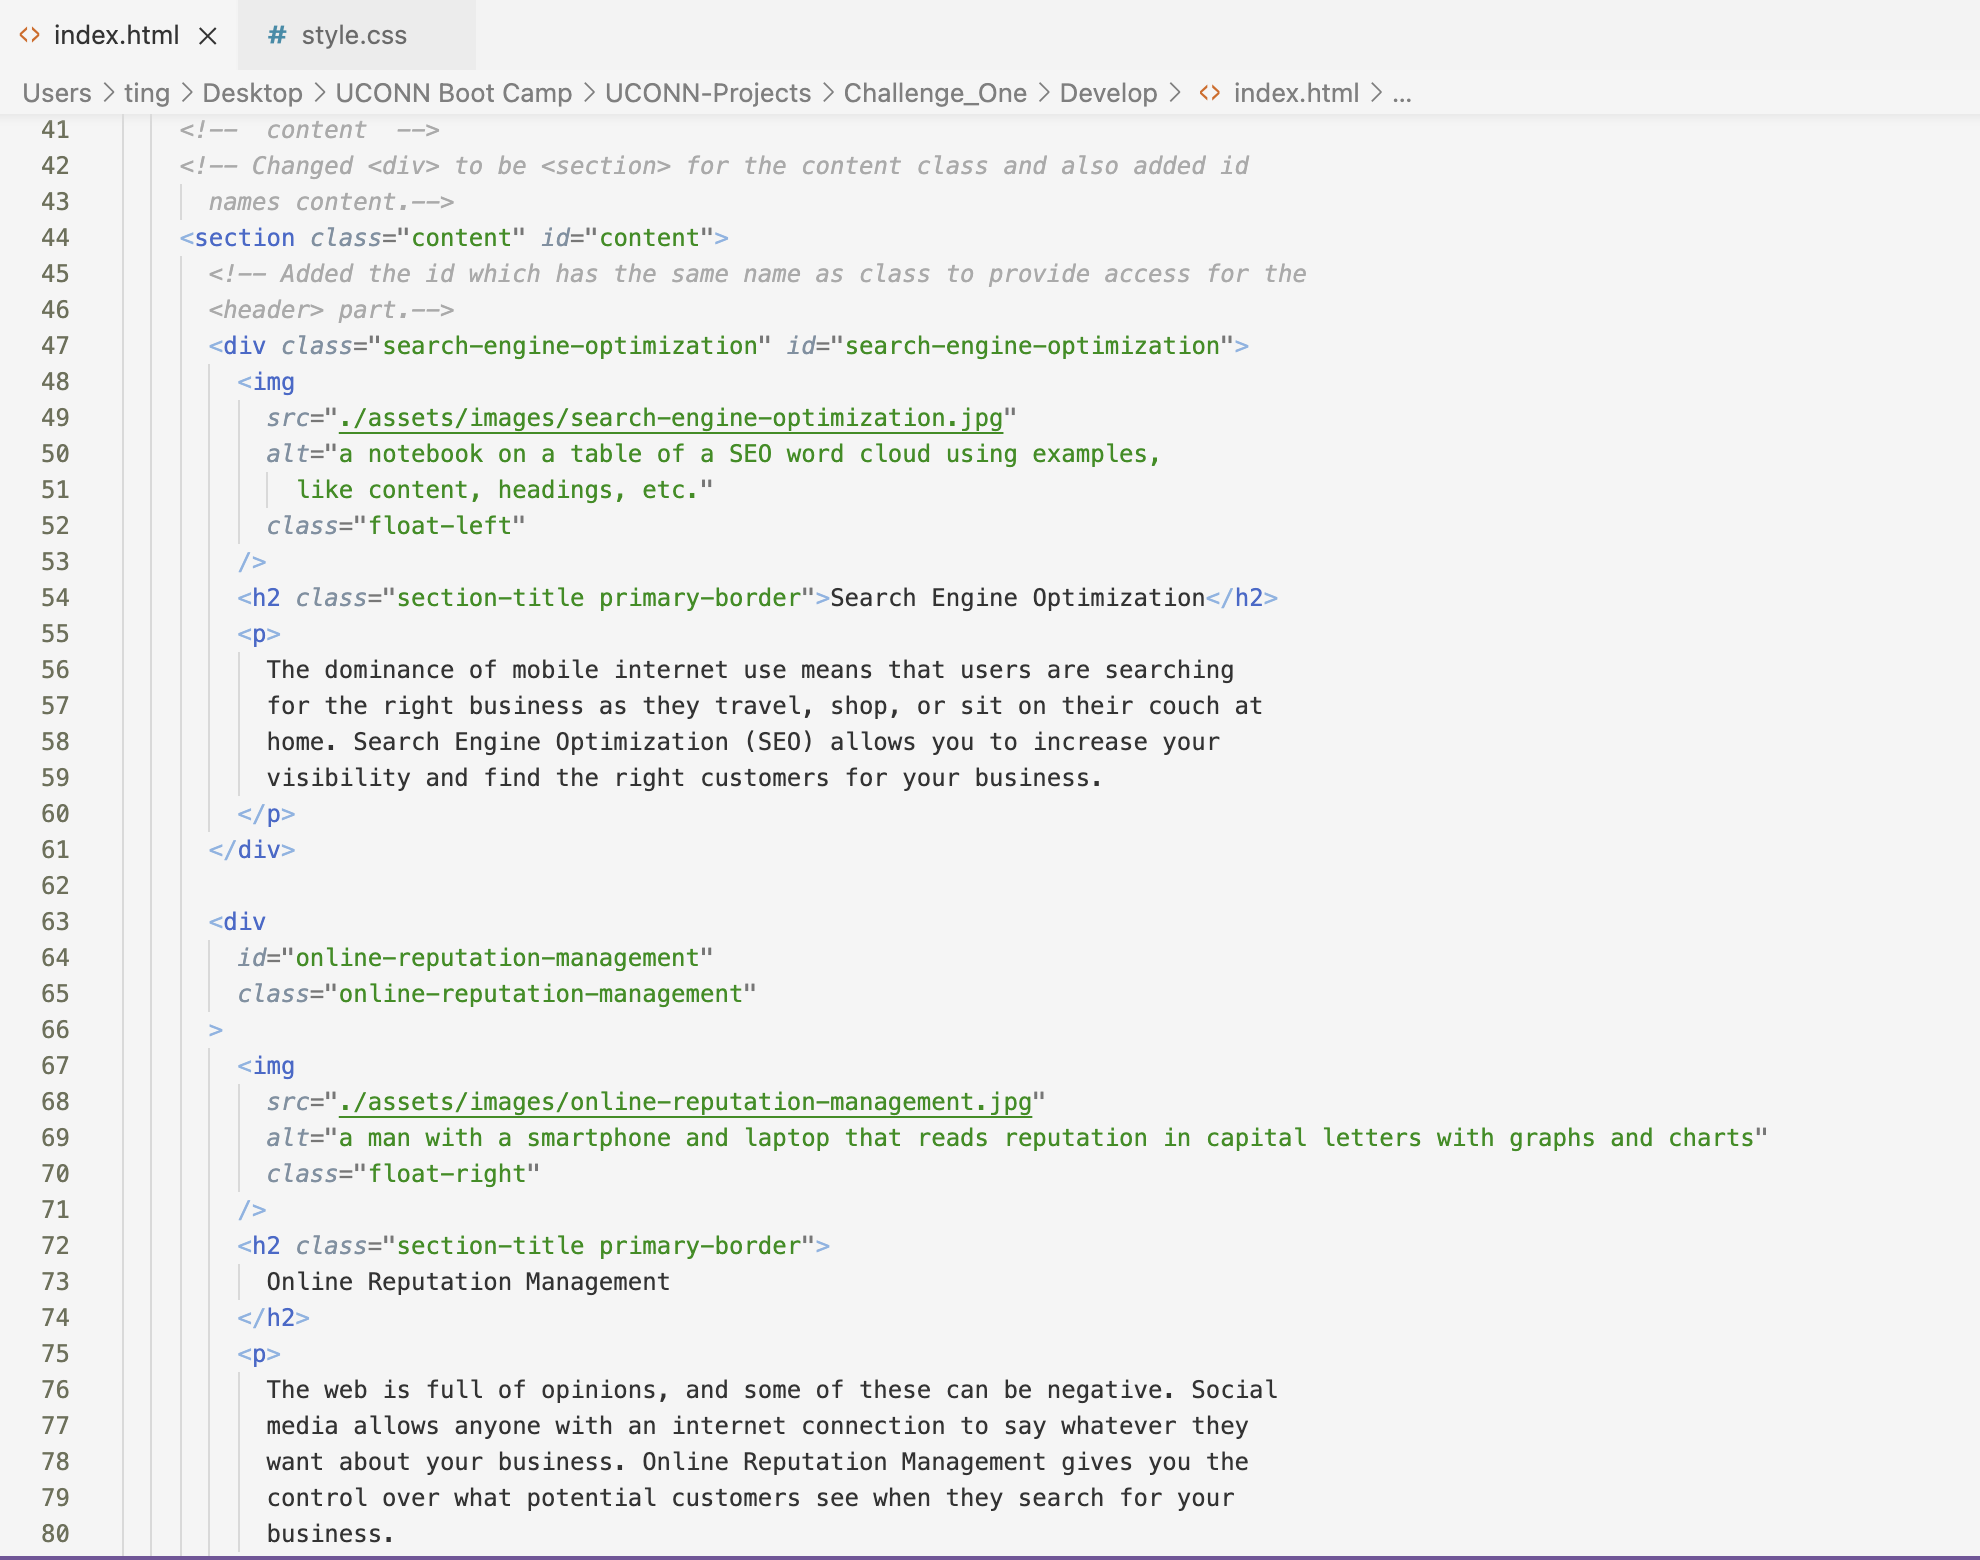 <> index.html ×
# style.css
Users > ting > Desktop > UCONN Boot Camp > UCONN-Projects > Challenge_One > Develop > <> index.html > ...
41 <!-- content -->
42 <!-- Changed <div> to be <section> for the content class and also added id
43 names content.-->
44 <section class="content" id="content">
45 <!-- Added the id which has the same name as class to provide access for the
46 <header> part.-->
47 <div class="search-engine-optimization" id="search-engine-optimization">
48 <img
49 src="./assets/images/search-engine-optimization.jpg"
50 alt="a notebook on a table of a SEO word cloud using examples,
51 like content, headings, etc."
52 class="float-left"
53 />
54 <h2 class="section-title primary-border">Search Engine Optimization</h2>
55 <p>
56 The dominance of mobile internet use means that users are searching
57 for the right business as they travel, shop, or sit on their couch at
58 home. Search Engine Optimization (SEO) allows you to increase your
59 visibility and find the right customers for your business.
60 </p>
61 </div>
62
63 <div
64 id="online-reputation-management"
65 class="online-reputation-management"
66 >
67 <img
68 src="./assets/images/online-reputation-management.jpg"
69 alt="a man with a smartphone and laptop that reads reputation in capital letters with graphs and charts"
70 class="float-right"
71 />
72 <h2 class="section-title primary-border">
73 Online Reputation Management
74 </h2>
75 <p>
76 The web is full of opinions, and some of these can be negative. Social
77 media allows anyone with an internet connection to say whatever they
78 want about your business. Online Reputation Management gives you the
79 control over what potential customers see when they search for your
80 business.